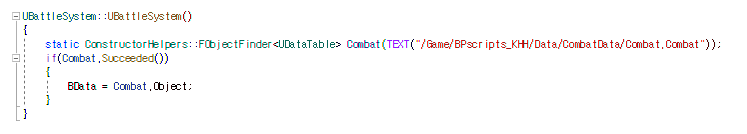 UBattleSystem::UBattleSystem()
{
static ConstructorHelpers::FObjectFinder<UDataTable> Combat(TEXT("/Game/BPscripts_KHH/Data/CombatData/Combat.Combat"));
if(Combat.Succeeded())
{
BData = Combat.Object;
}
}